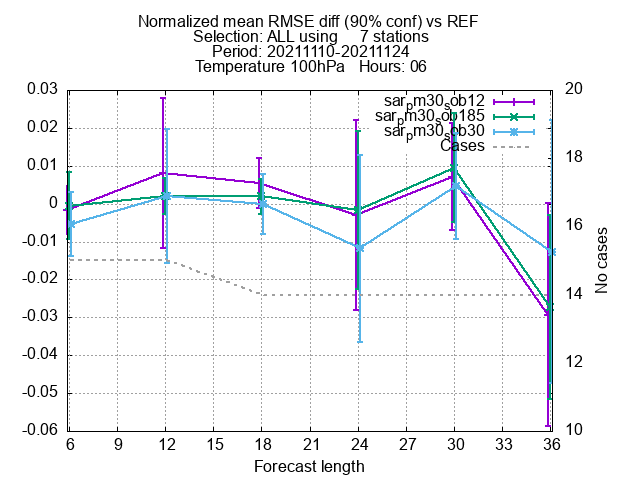 Normalized mean RMSE diff (90% conf) vs REF
Selection: ALL using     7 stations
Period: 20211110-20211124
Temperature 100hPa   Hours: 06
0.03
0.02
0.01
0
-0.01
-0.02
-0.03
-0.04
-0.05
-0.06
20
18
16
14
12
10
No cases
sar_pm30_sob12
sar_pm30_sob185
sar_pm30_sob30
Cases
6 9 12 15 18 21 24 27 30 33 36
Forecast length